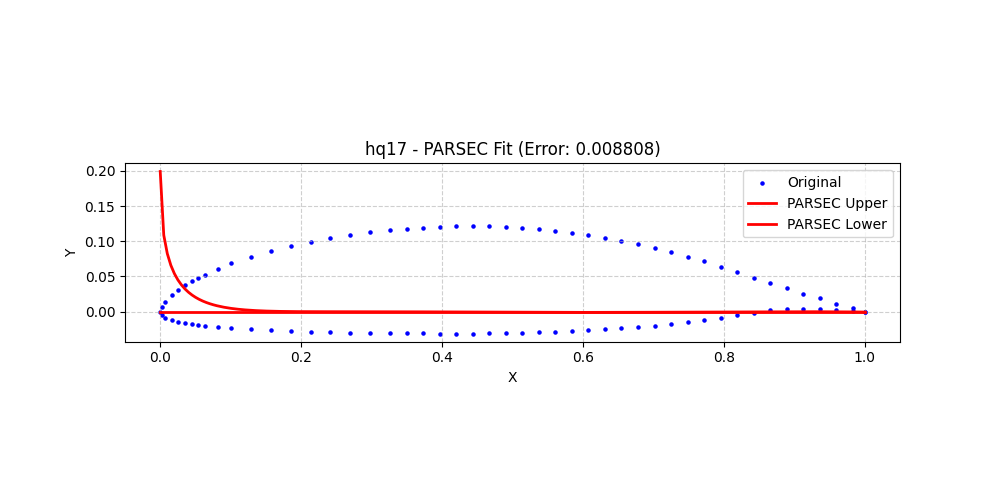 hq17 - PARSEC Fit (Error: 0.008808)
0.20
0.15
0.10
0.05
0.00
Y
Original
PARSEC Upper
PARSEC Lower
0.0 0.2 0.4 0.6 0.8 1.0
X